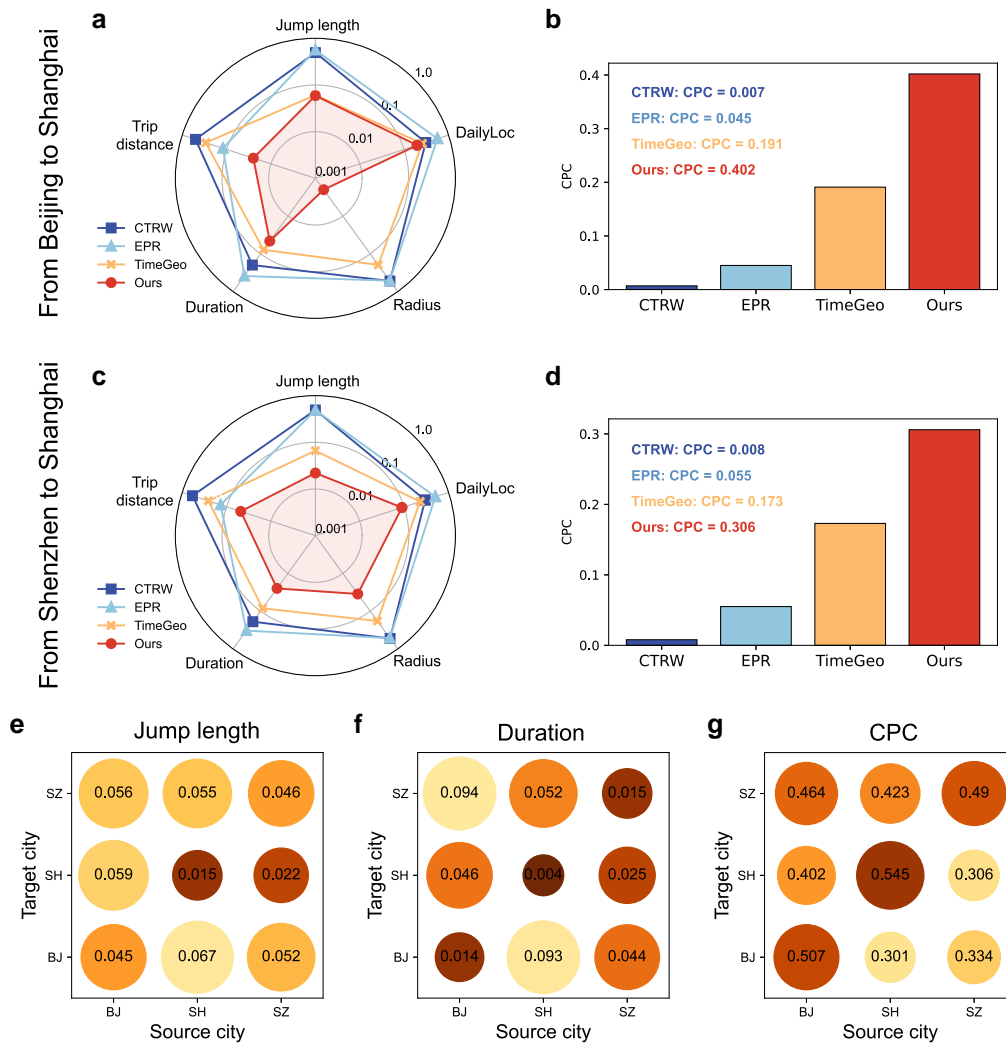 a
From Beijing to Shanghai
Jump length
1.0
0.1
0.01
0.001
DailyLoc
Trip
distance
Duration
Radius
CTRW
EPR
TimeGeo
Ours
b
CPC
0.4
0.3
0.2
0.1
0.0
CTRW: CPC = 0.007
EPR: CPC = 0.045
TimeGeo: CPC = 0.191
Ours: CPC = 0.402
CTRW EPR TimeGeo Ours
c
From Shenzhen to Shanghai
Jump length
1.0
0.1
0.01
0.001
DailyLoc
Trip
distance
Duration
Radius
CTRW
EPR
TimeGeo
Ours
d
CPC
0.3
0.2
0.1
0.0
CTRW: CPC = 0.008
EPR: CPC = 0.055
TimeGeo: CPC = 0.173
Ours: CPC = 0.306
CTRW EPR TimeGeo Ours
e
Jump length
Target city
SZ 0.056 0.055 0.046
SH 0.059 0.015 0.022
BJ 0.045 0.067 0.052
BJ SH SZ
Source city
f
Duration
Target city
SZ 0.094 0.052 0.015
SH 0.046 0.004 0.025
BJ 0.014 0.093 0.044
BJ SH SZ
Source city
g
CPC
Target city
SZ 0.464 0.423 0.49
SH 0.402 0.545 0.306
BJ 0.507 0.301 0.334
BJ SH SZ
Source city